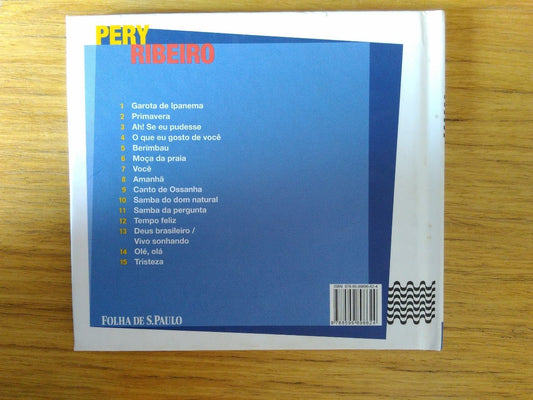 PERY
RIBEIRO
1 Garota de Ipanema
2 Primavera
3 Ah! Se eu pudesse
4 O que eu gosto de você
5 Berimbau
6 Moça da praia
7 Você
8 Amanhã
9 Canto de Ossanha
10 Samba do dom natural
11 Samba da pergunta
12 Tempo feliz
13 Deus brasileiro /
Vivo sonhando
14 Olé, olá
15 Tristeza
FOLHA DE S.PAULO